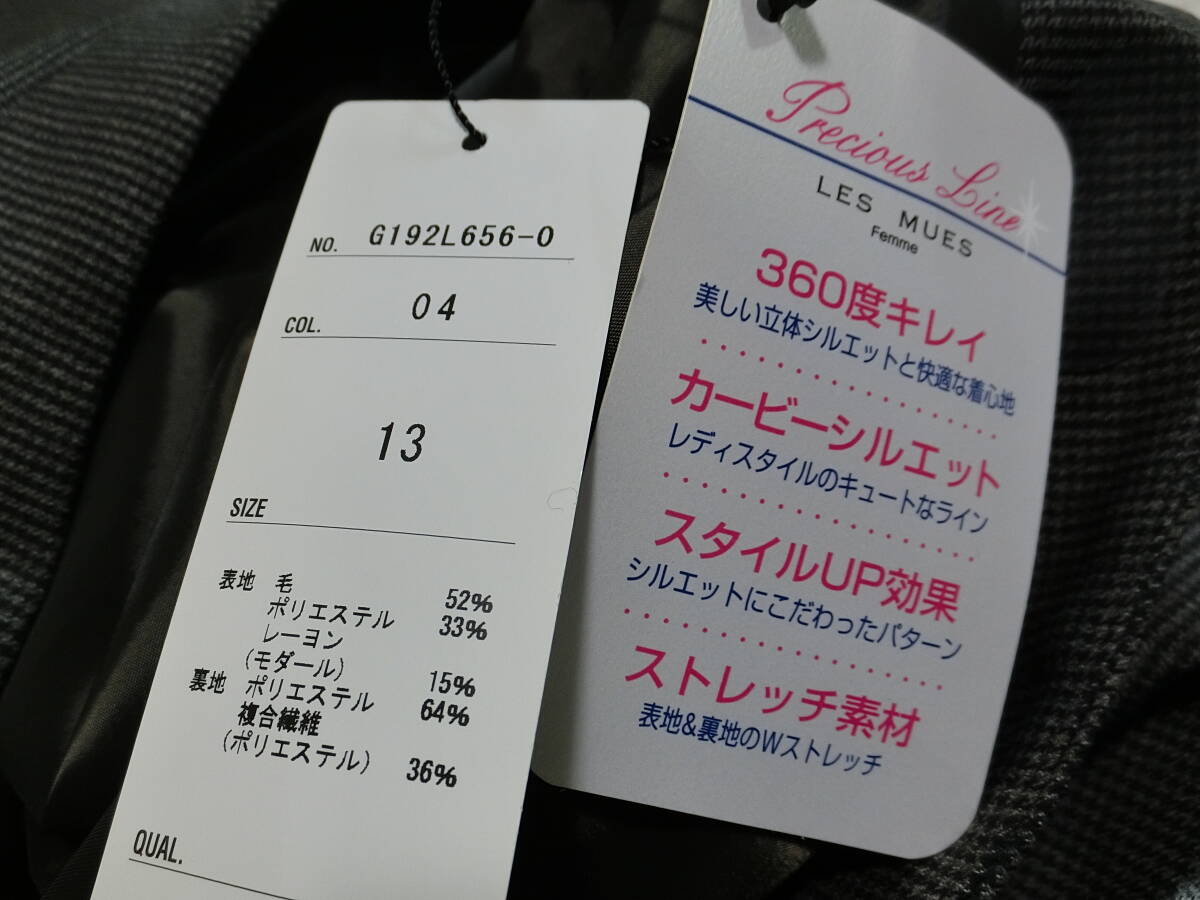 NO. G192L656-0
COL. 04
13
SIZE
表地 毛 52%
ポリエステル 33%
レーヨン
(モダール) 15%
裏地 ポリエステル 64%
複合繊維
(ポリエステル) 36%
QUAL.
Precious Line
LES MUES
Femme
360度キレイ
美しい立体シルエットと快適な着心地
カービーシルエット
レディスタイルのキュートなライン
スタイルUP効果
シルエットにこだわったパターン
ストレッチ素材
表地&裏地のWストレッチ